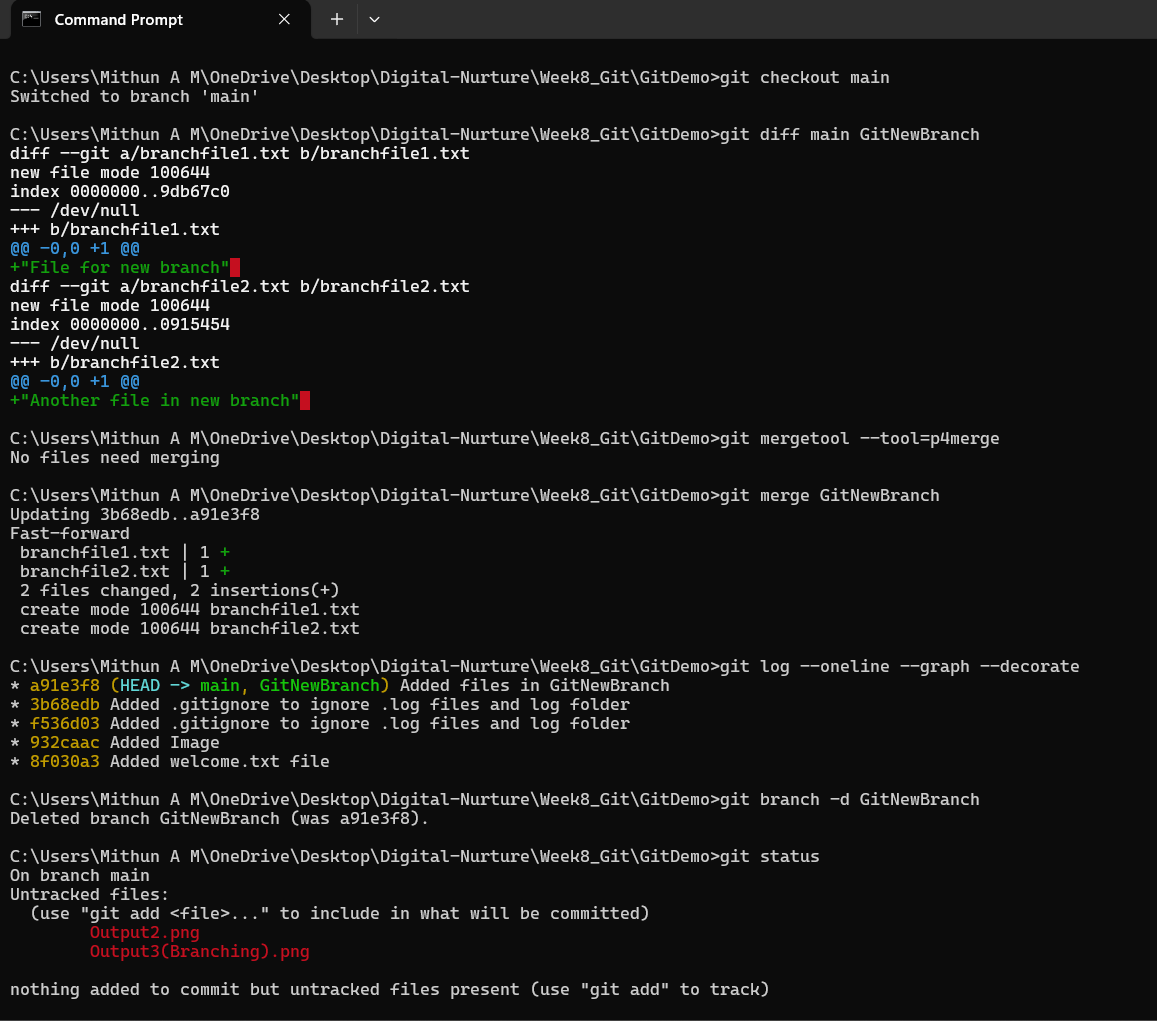 Command Prompt
C:\Users\Mithun A M\OneDrive\Desktop\Digital-Nurture\Week8_Git\GitDemo>git checkout main
Switched to branch 'main'
C:\Users\Mithun A M\OneDrive\Desktop\Digital-Nurture\Week8_Git\GitDemo>git diff main GitNewBranch
diff --git a/branchfile1.txt b/branchfile1.txt
new file mode 100644
index 0000000..9db67c0
--- /dev/null
+++ b/branchfile1.txt
@@ -0,0 +1 @@
+"File for new branch"
diff --git a/branchfile2.txt b/branchfile2.txt
new file mode 100644
index 0000000..0915454
--- /dev/null
+++ b/branchfile2.txt
@@ -0,0 +1 @@
+"Another file in new branch"
C:\Users\Mithun A M\OneDrive\Desktop\Digital-Nurture\Week8_Git\GitDemo>git mergetool --tool=p4merge
No files need merging
C:\Users\Mithun A M\OneDrive\Desktop\Digital-Nurture\Week8_Git\GitDemo>git merge GitNewBranch
Updating 3b68edb..a91e3f8
Fast-forward
 branchfile1.txt | 1 +
 branchfile2.txt | 1 +
 2 files changed, 2 insertions(+)
 create mode 100644 branchfile1.txt
 create mode 100644 branchfile2.txt
C:\Users\Mithun A M\OneDrive\Desktop\Digital-Nurture\Week8_Git\GitDemo>git log --oneline --graph --decorate
* a91e3f8 (HEAD -> main, GitNewBranch) Added files in GitNewBranch
* 3b68edb Added .gitignore to ignore .log files and log folder
* f536d03 Added .gitignore to ignore .log files and log folder
* 932caac Added Image
* 8f030a3 Added welcome.txt file
C:\Users\Mithun A M\OneDrive\Desktop\Digital-Nurture\Week8_Git\GitDemo>git branch -d GitNewBranch
Deleted branch GitNewBranch (was a91e3f8).
C:\Users\Mithun A M\OneDrive\Desktop\Digital-Nurture\Week8_Git\GitDemo>git status
On branch main
Untracked files:
  (use "git add <file>..." to include in what will be committed)
        Output2.png
        Output3(Branching).png
nothing added to commit but untracked files present (use "git add" to track)